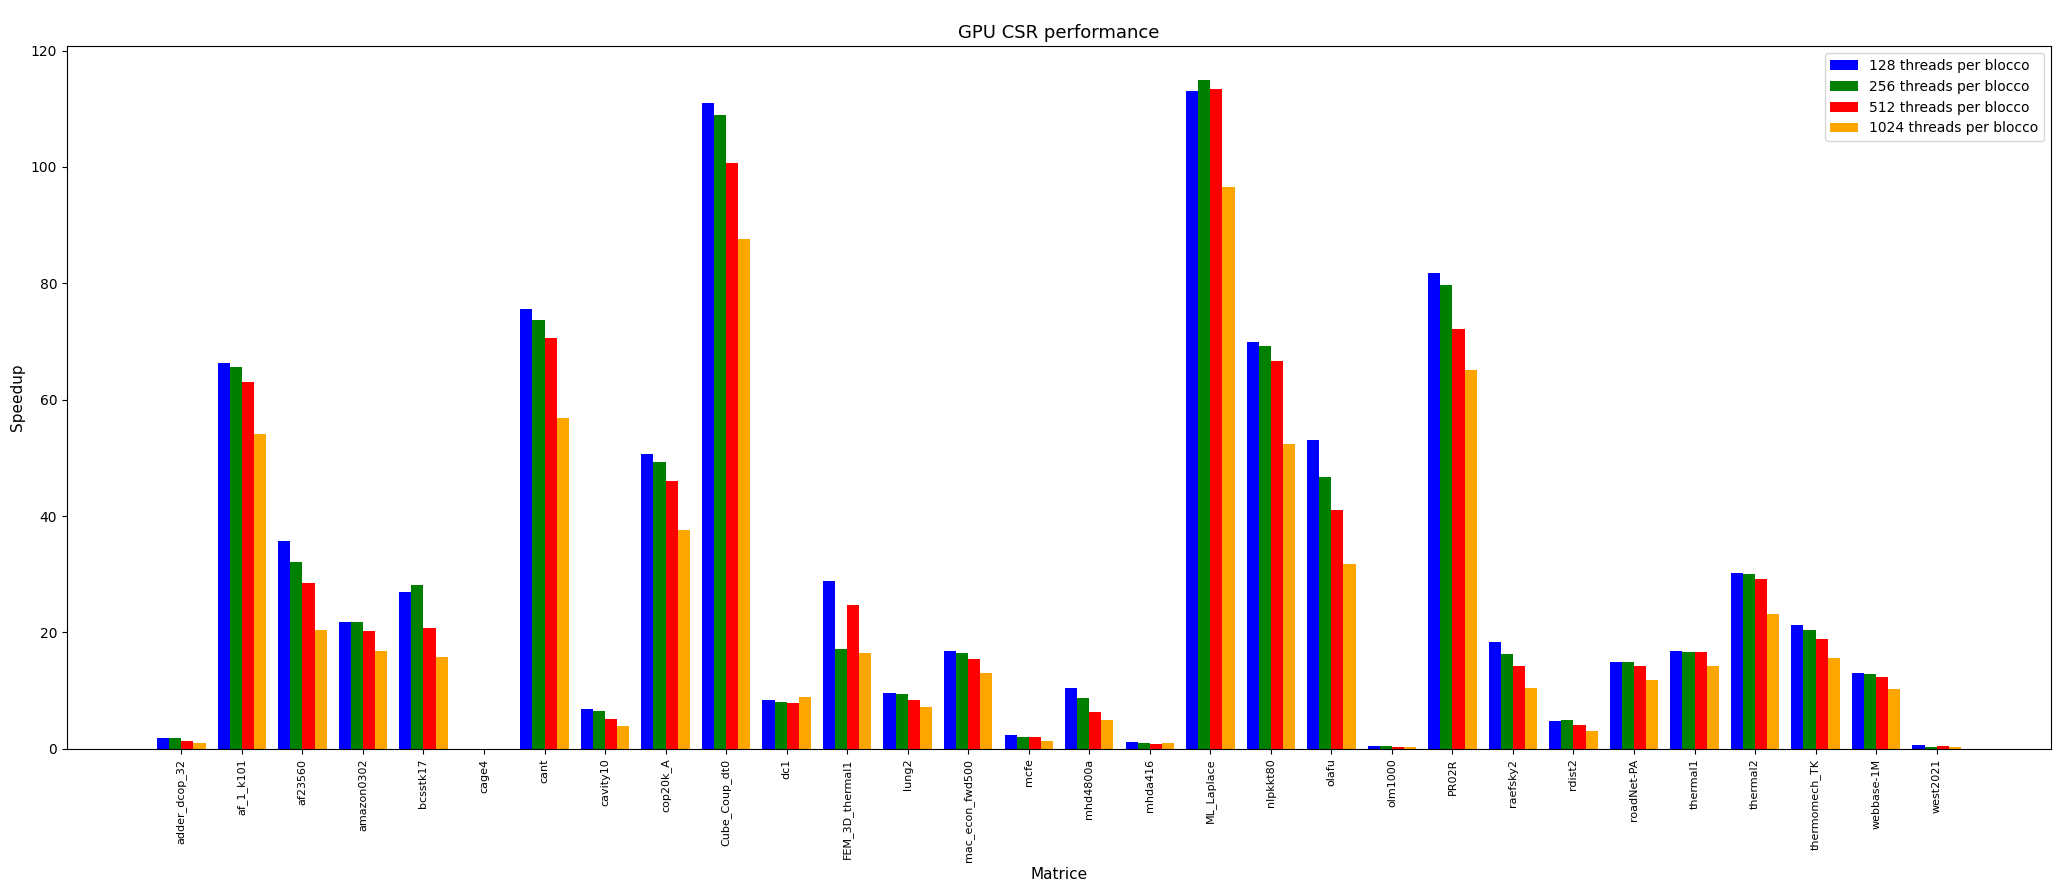 GPU CSR performance
128 threads per blocco
256 threads per blocco
512 threads per blocco
1024 threads per blocco
Speedup
120
100
80
60
40
20
0
adder_dcop_32
af_1_k101
af23560
amazon0302
bcsstk17
cage4
cant
cavity10
cop20k_A
Cube_Coup_dt0
dc1
FEM_3D_thermal1
lung2
mac_econ_fwd500
mcfe
mhd4800a
mhda416
ML_Laplace
nlpkkt80
olafu
olm1000
PR02R
raefsky2
rdist2
roadNet-PA
thermal1
thermal2
thermomech_TK
webbase-1M
west2021
Matrice